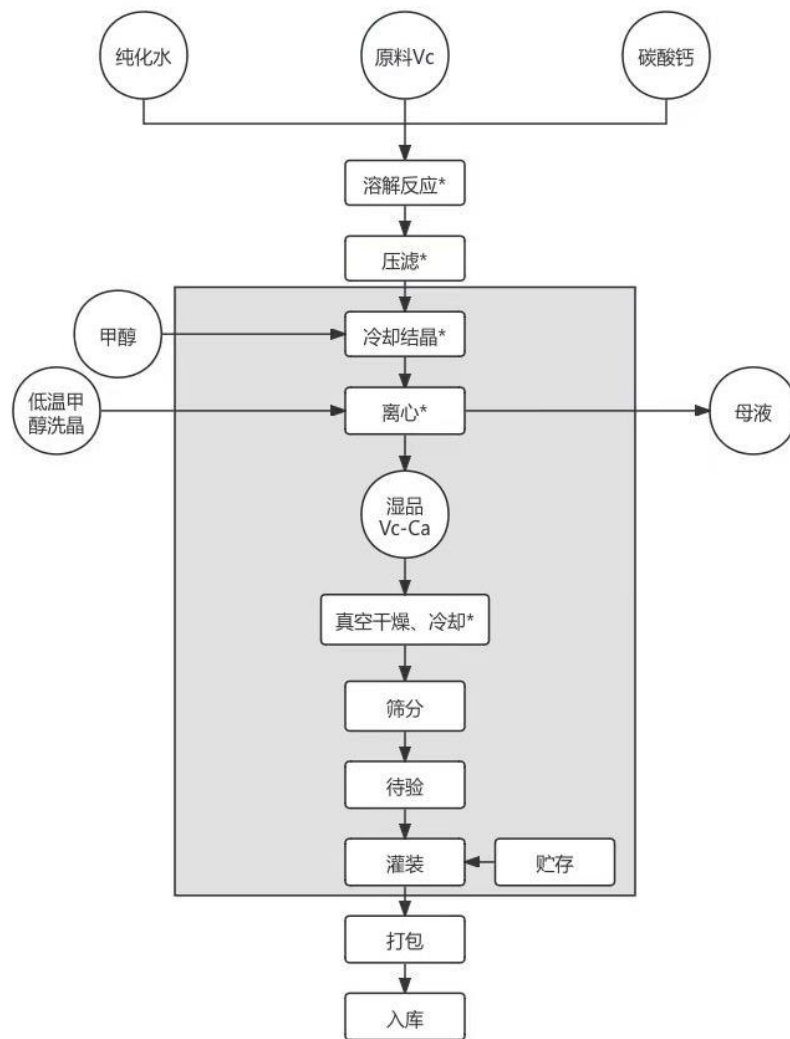 纯化水
原料Vc
碳酸钙
溶解反应*
压滤*
甲醇
冷却结晶*
低温甲
醇洗晶
离心*
母液
湿品
Vc-Ca
真空干燥、冷却*
筛分
待验
灌装
贮存
打包
入库